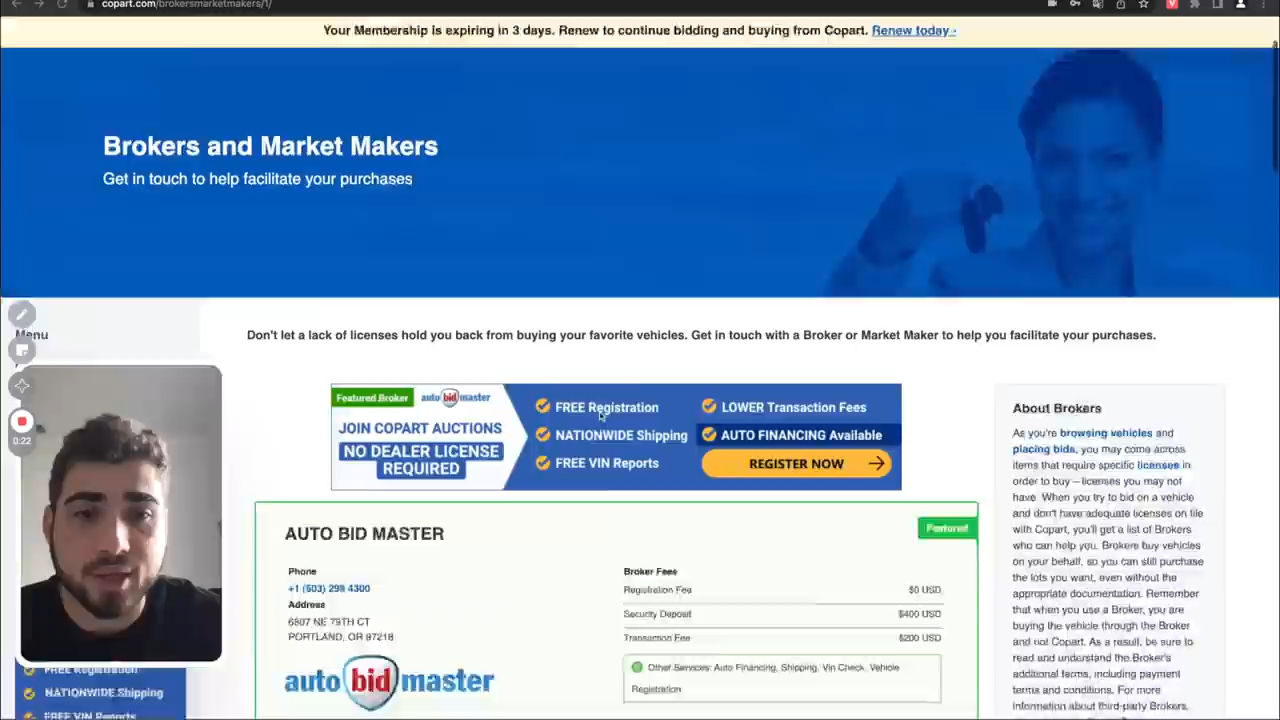 copart.com/brokersmarketmakers/1/
Your Membership is expiring in 3 days. Renew to continue bidding and buying from Copart. Renew today ›
Brokers and Market Makers
Get in touch to help facilitate your purchases
Menu
Don't let a lack of licenses hold you back from buying your favorite vehicles. Get in touch with a Broker or Market Maker to help you facilitate your purchases.
Featured Broker
auto bid master
JOIN COPART AUCTIONS
NO DEALER LICENSE
REQUIRED
FREE Registration
NATIONWIDE Shipping
FREE VIN Reports
LOWER Transaction Fees
AUTO FINANCING Available
REGISTER NOW
0:22
AUTO BID MASTER
Featured
Phone
+1 (503) 298 4300
Address
6807 NE 79TH CT
PORTLAND, OR 97218
auto bid master
Broker Fees
Registration Fee $0 USD
Security Deposit $400 USD
Transaction Fee $200 USD
Other Services: Auto Financing, Shipping, Vin Check, Vehicle
Registration
About Brokers
As you're browsing vehicles and
placing bids, you may come across
items that require specific licenses in
order to buy – licenses you may not
have. When you try to bid on a vehicle
and don't have adequate licenses on file
with Copart, you'll get a list of Brokers
who can help you. Brokers buy vehicles
on your behalf, so you can still purchase
the lots you want, even without the
appropriate documentation. Remember
that when you use a Broker, you are
buying the vehicle through the Broker
and not Copart. As a result, be sure to
read and understand the Broker's
additional terms, including payment
terms and conditions. For more
information about third-party Brokers,
FREE Registration
NATIONWIDE Shipping
FREE VIN Reports